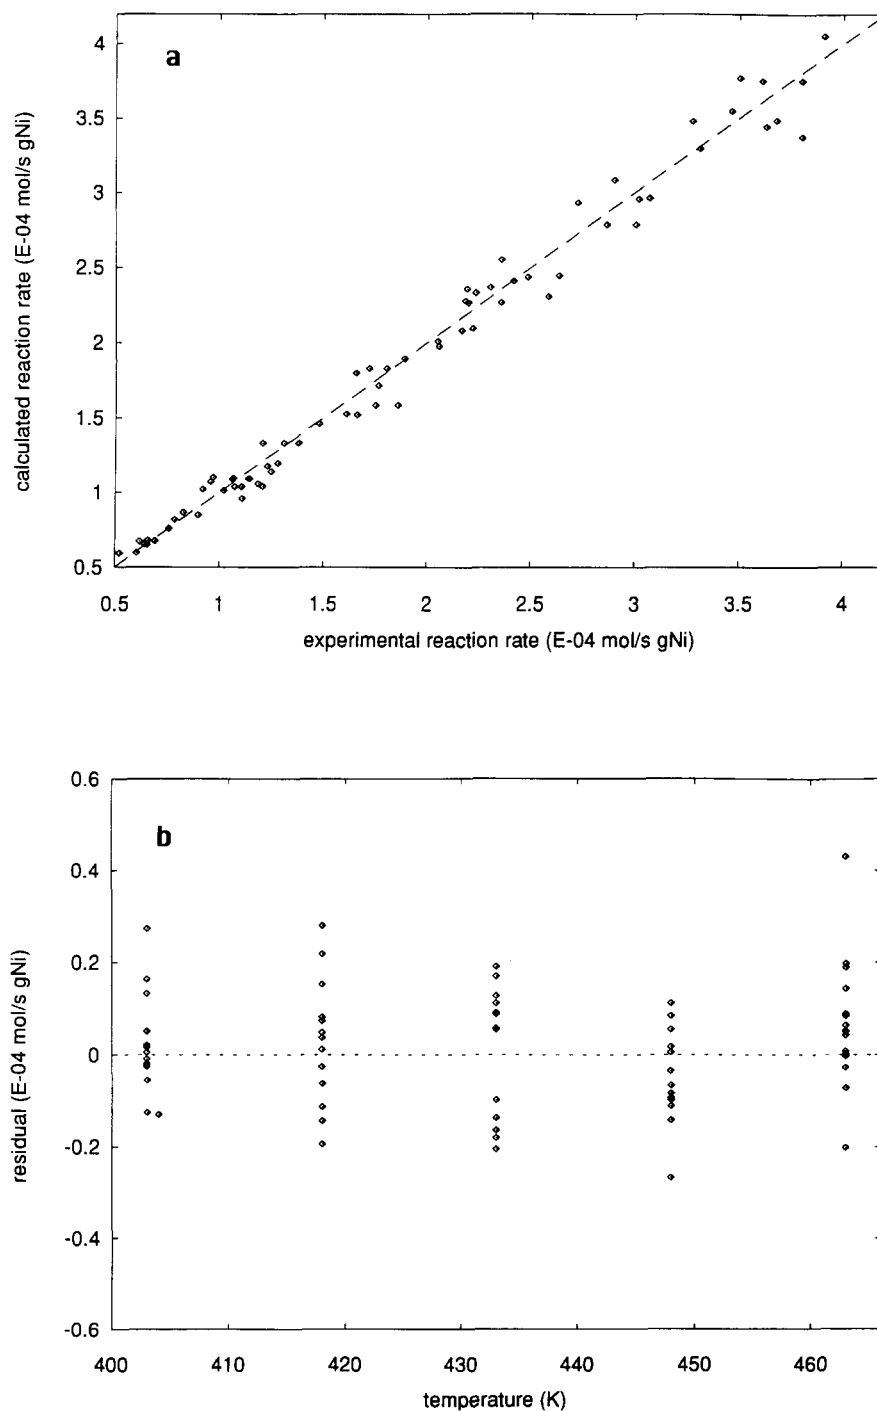 a
calculated reaction rate (E-04 mol/s gNi)
4
3.5
3
2.5
2
1.5
1
0.5
0.5 1 1.5 2 2.5 3 3.5 4
experimental reaction rate (E-04 mol/s gNi)
b
residual (E-04 mol/s gNi)
0.6
0.4
0.2
0
-0.2
-0.4
-0.6
400 410 420 430 440 450 460
temperature (K)